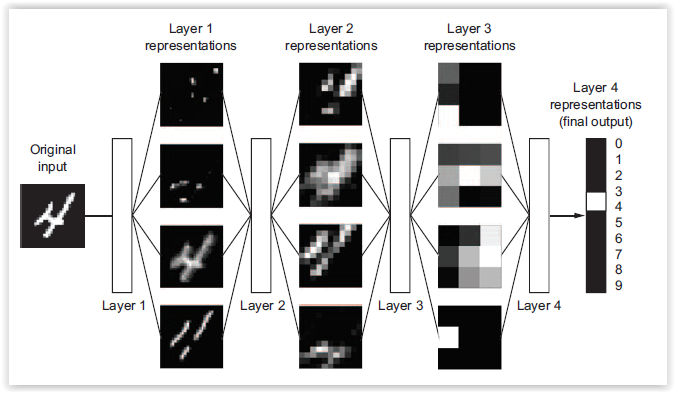 Layer 1
representations
Layer 2
representations
Layer 3
representations
Layer 4
representations
(final output)
Original
input
0
1
2
3
4
5
6
7
8
9
Layer 1
Layer 2
Layer 3
Layer 4